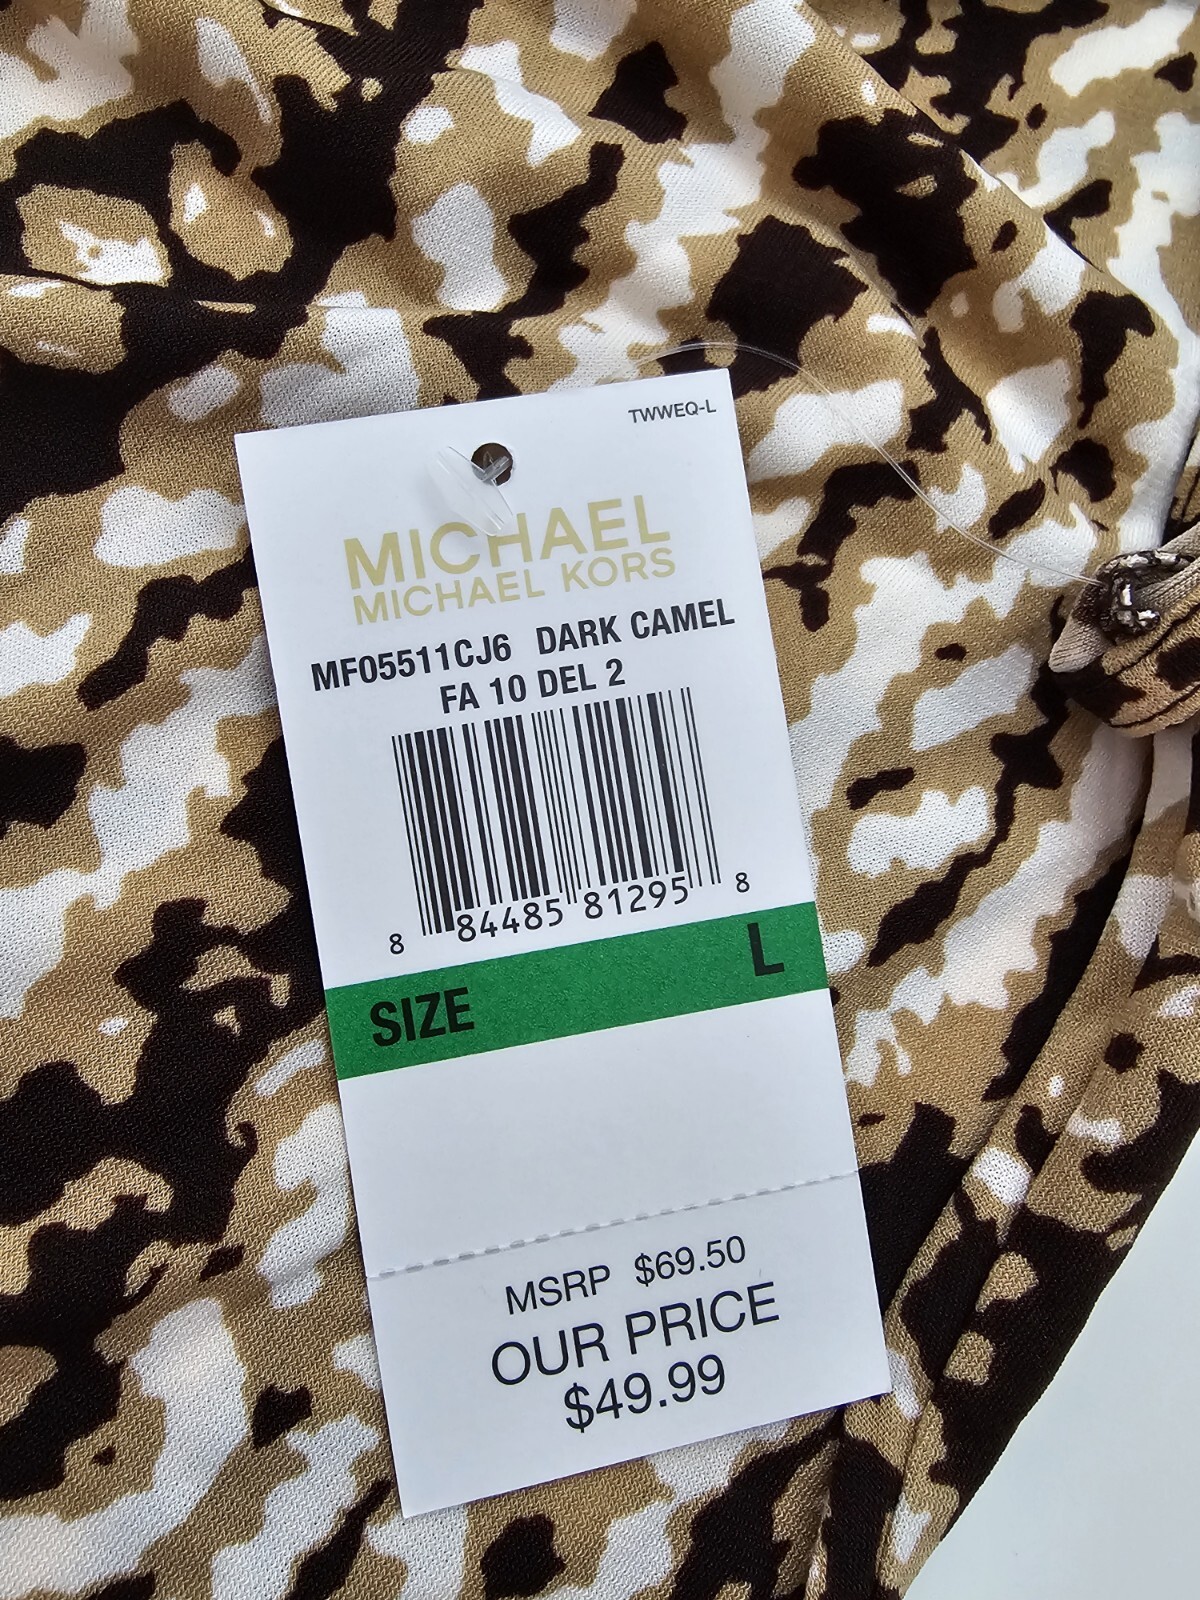 TWWEQ-L
MICHAEL
MICHAEL KORS
MF05511CJ6 DARK CAMEL
FA 10 DEL 2
8 84485 81295 8
SIZE L
MSRP $69.50
OUR PRICE
$49.99